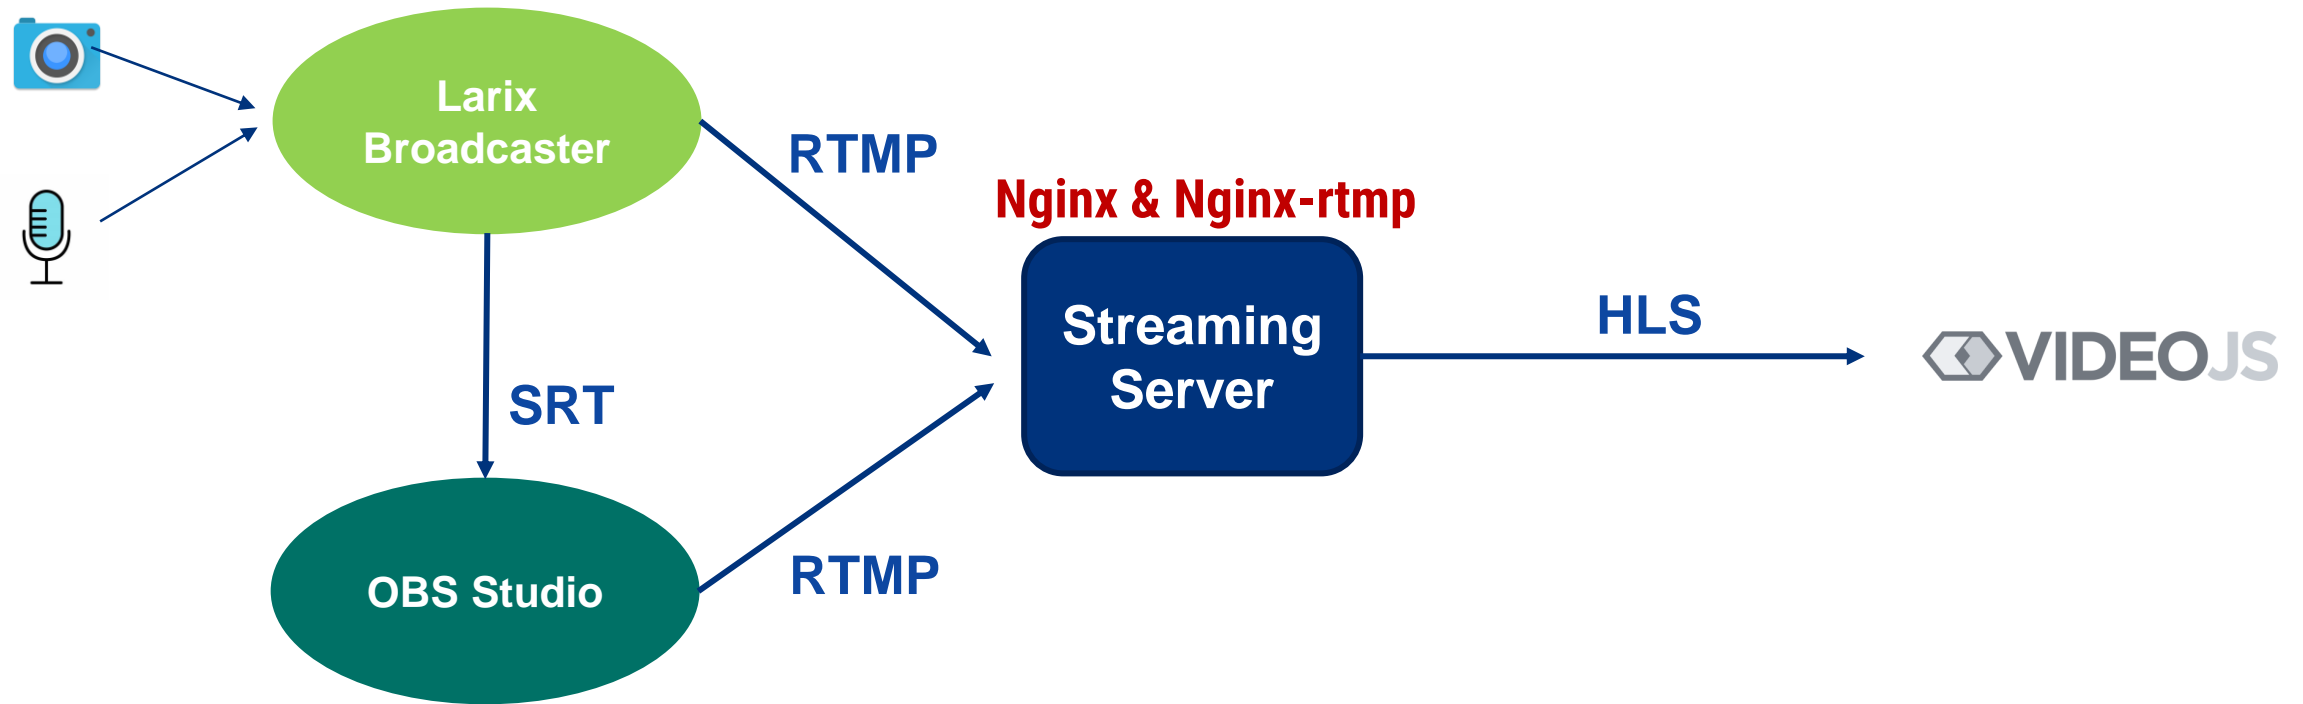 Larix
Broadcaster
RTMP
Nginx & Nginx-rtmp
Streaming
Server
HLS
VIDEOJS
SRT
OBS Studio
RTMP